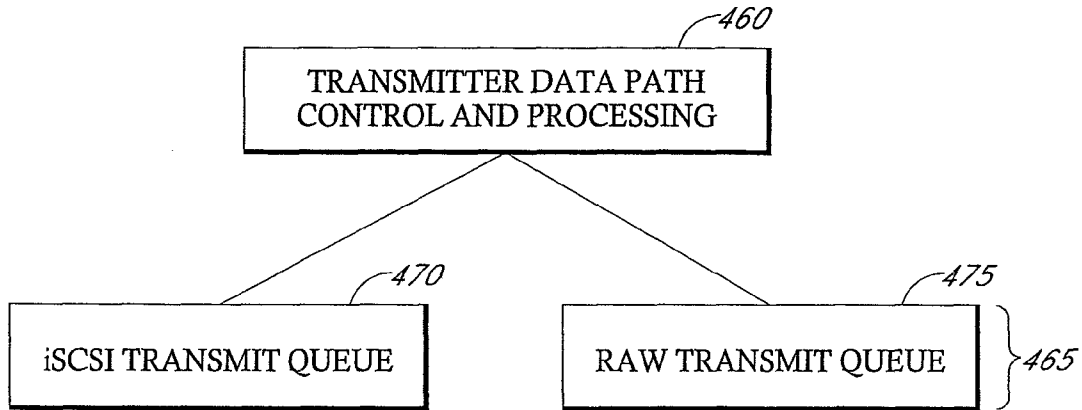 460
TRANSMITTER DATA PATH
CONTROL AND PROCESSING
470
475
iSCSI TRANSMIT QUEUE
RAW TRANSMIT QUEUE
465